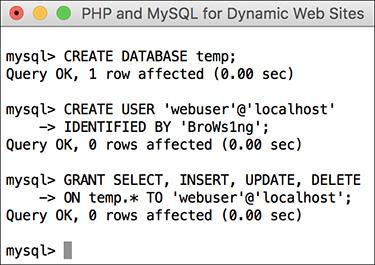 PHP and MySQL for Dynamic Web Sites
mysql> CREATE DATABASE temp;
Query OK, 1 row affected (0.00 sec)
mysql> CREATE USER 'webuser'@'localhost'
-> IDENTIFIED BY 'BroWs1ng';
Query OK, 0 rows affected (0.00 sec)
mysql> GRANT SELECT, INSERT, UPDATE, DELETE
-> ON temp.* TO 'webuser'@'localhost';
Query OK, 0 rows affected (0.00 sec)
mysql>